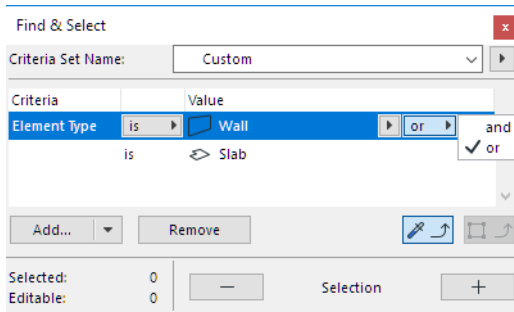 Find & Select
x
Criteria Set Name: Custom
Criteria Value
Element Type is Wall or and
or
is Slab
Add... Remove
Selected: 0
Editable: 0
Selection